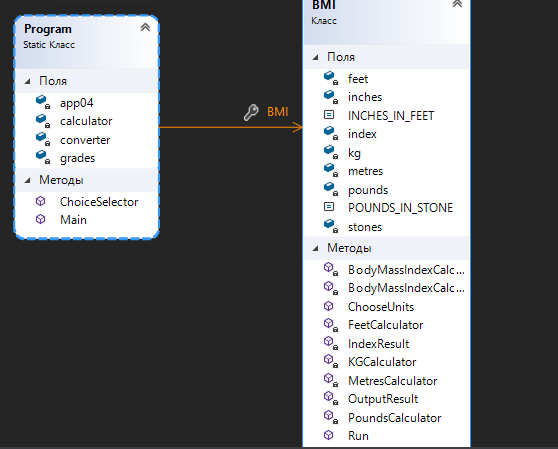 Program
Static Класс
Поля
app04
calculator
converter
grades
Методы
ChoiceSelector
Main
BMI
BMI
Класс
Поля
feet
inches
INCHES_IN_FEET
index
kg
metres
pounds
POUNDS_IN_STONE
stones
Методы
BodyMassIndexCalc...
BodyMassIndexCalc...
ChooseUnits
FeetCalculator
IndexResult
KGCalculator
MetresCalculator
OutputResult
PoundsCalculator
Run